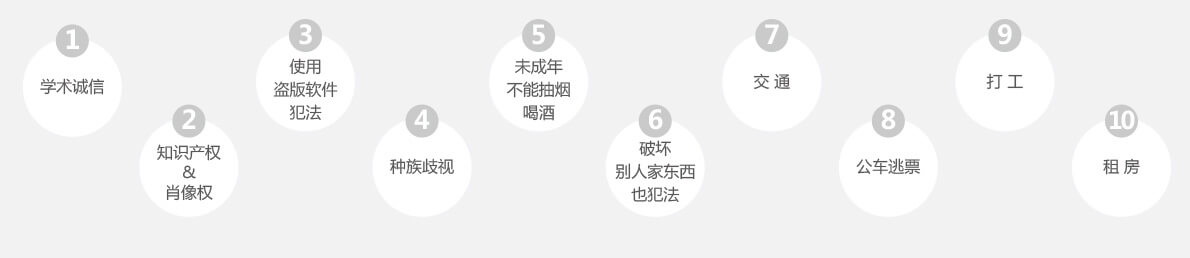 1
学术诚信
2
知识产权
&
肖像权
3
使用
盗版软件
犯法
4
种族歧视
5
未成年
不能抽烟
喝酒
6
破坏
别人家东西
也犯法
7
交 通
8
公车逃票
9
打 工
10
租 房